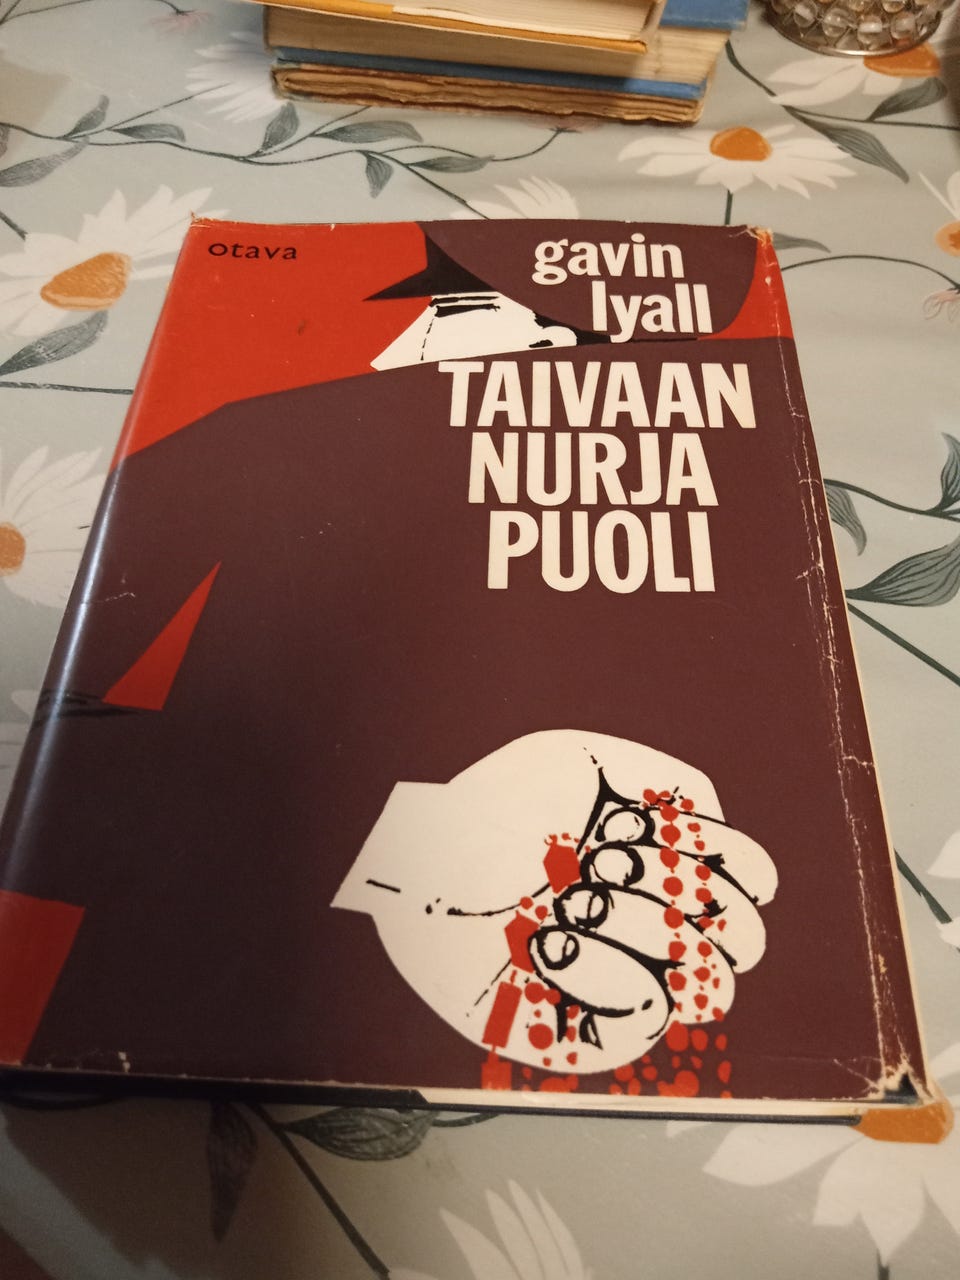 otava
gavin
lyall
TAIVAAN
NURJA
PUOLI